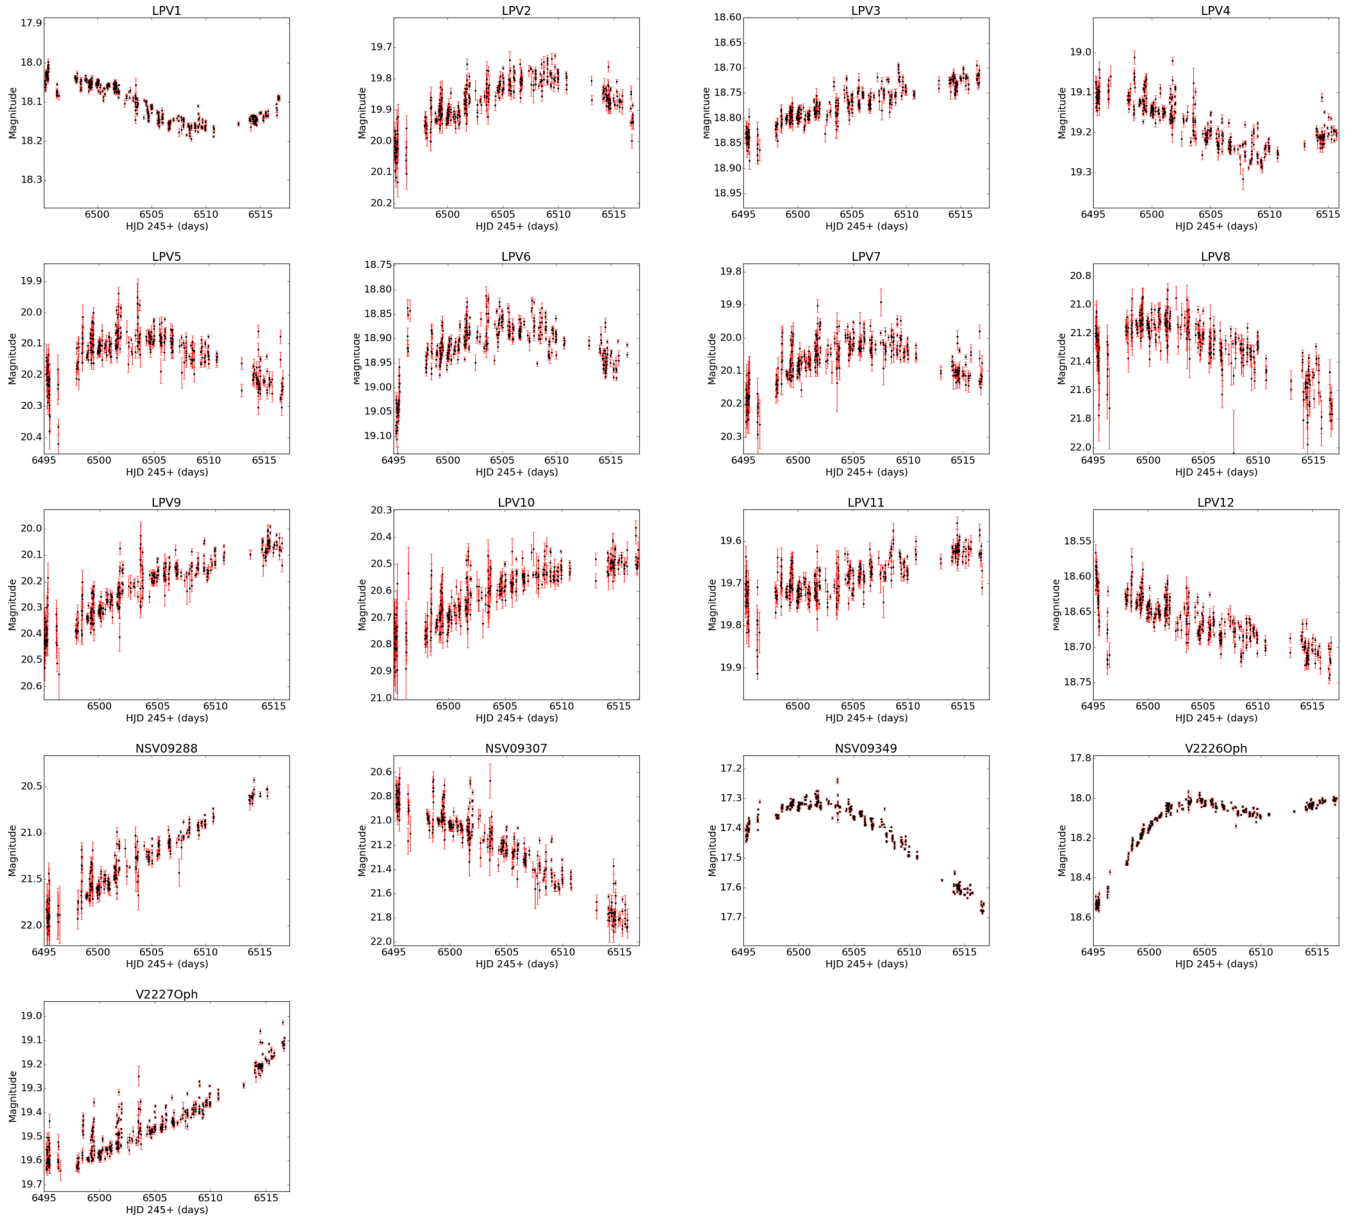 LPV1 LPV2 LPV3 LPV4
17.9 18.0 18.1 18.2 18.3
Magnitude
6495 6500 6505 6510 6515
HJD 245+ (days)
19.7 19.8 19.9 20.0 20.1 20.2
Magnitude
6495 6500 6505 6510 6515
HJD 245+ (days)
18.60 18.65 18.70 18.75 18.80 18.85 18.90 18.95
Magnitude
6495 6500 6505 6510 6515
HJD 245+ (days)
19.0 19.1 19.2 19.3
Magnitude
6495 6500 6505 6510 6515
HJD 245+ (days)
LPV5 LPV6 LPV7 LPV8
19.9 20.0 20.1 20.2 20.3 20.4
Magnitude
6495 6500 6505 6510 6515
HJD 245+ (days)
18.75 18.80 18.85 18.90 18.95 19.00 19.05 19.10
Magnitude
6495 6500 6505 6510 6515
HJD 245+ (days)
19.8 19.9 20.0 20.1 20.2 20.3
Magnitude
6495 6500 6505 6510 6515
HJD 245+ (days)
20.8 21.0 21.2 21.4 21.6 21.8 22.0
Magnitude
6495 6500 6505 6510 6515
HJD 245+ (days)
LPV9 LPV10 LPV11 LPV12
20.0 20.1 20.2 20.3 20.4 20.5 20.6
Magnitude
6495 6500 6505 6510 6515
HJD 245+ (days)
20.3 20.4 20.5 20.6 20.7 20.8 20.9 21.0
Magnitude
6495 6500 6505 6510 6515
HJD 245+ (days)
19.6 19.7 19.8 19.9
Magnitude
6495 6500 6505 6510 6515
HJD 245+ (days)
18.55 18.60 18.65 18.70 18.75
Magnitude
6495 6500 6505 6510 6515
HJD 245+ (days)
NSV09288 NSV09307 NSV09349 V2226Oph
20.5 21.0 21.5 22.0
Magnitude
6495 6500 6505 6510 6515
HJD 245+ (days)
20.6 20.8 21.0 21.2 21.4 21.6 21.8 22.0
Magnitude
6495 6500 6505 6510 6515
HJD 245+ (days)
17.2 17.3 17.4 17.5 17.6 17.7
Magnitude
6495 6500 6505 6510 6515
HJD 245+ (days)
17.8 18.0 18.2 18.4 18.6
Magnitude
6495 6500 6505 6510 6515
HJD 245+ (days)
V2227Oph
19.0 19.1 19.2 19.3 19.4 19.5 19.6 19.7
Magnitude
6495 6500 6505 6510 6515
HJD 245+ (days)